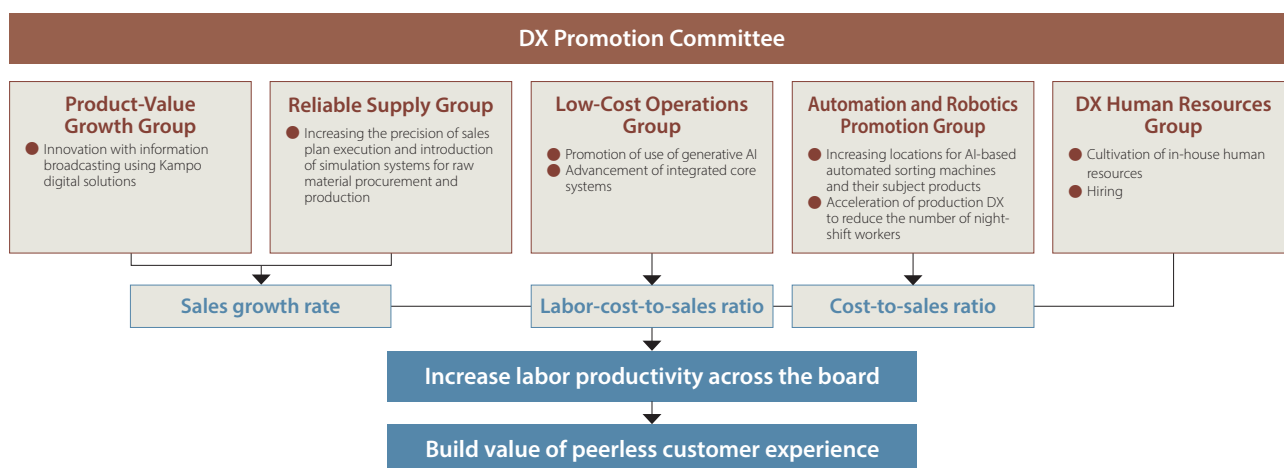 DX Promotion Committee
Product-Value
Growth Group
● Innovation with information
broadcasting using Kampo
digital solutions
Reliable Supply Group
● Increasing the precision of sales
plan execution and introduction
of simulation systems for raw
material procurement and
production
Low-Cost Operations
Group
● Promotion of use of generative AI
● Advancement of integrated core
systems
Automation and Robotics
Promotion Group
● Increasing locations for AI-based
automated sorting machines
and their subject products
● Acceleration of production DX
to reduce the number of night-
shift workers
DX Human Resources
Group
● Cultivation of in-house human
resources
● Hiring
Sales growth rate
Labor-cost-to-sales ratio
Cost-to-sales ratio
Increase labor productivity across the board
Build value of peerless customer experience